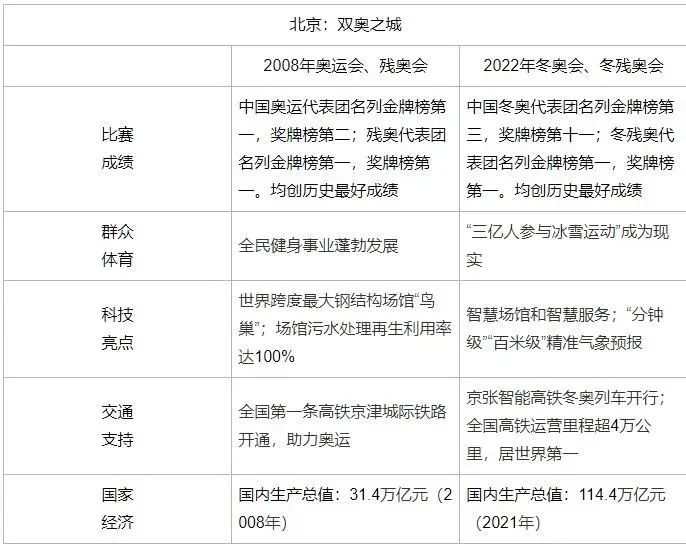 北京：双奥之城
2008年奥运会、残奥会
2022年冬奥会、冬残奥会
比赛
成绩
中国奥运代表团名列金牌榜第
一，奖牌榜第二；残奥代表团
名列金牌榜第一，奖牌榜第
一。均创历史最好成绩
中国冬奥代表团名列金牌榜第
三，奖牌榜第十一；冬残奥代
表团名列金牌榜第一，奖牌榜
第一。均创历史最好成绩
群众
体育
全民健身事业蓬勃发展
“三亿人参与冰雪运动”成为现
实
科技
亮点
世界跨度最大钢结构场馆“鸟
巢”；场馆污水处理再生利用率
达100%
智慧场馆和智慧服务；“分钟
级”“百米级”精准气象预报
交通
支持
全国第一条高铁京津城际铁路
开通，助力奥运
京张智能高铁冬奥列车开行；
全国高铁运营里程超4万公
里，居世界第一
国家
经济
国内生产总值：31.4万亿元（2
008年）
国内生产总值：114.4万亿元
（2021年）